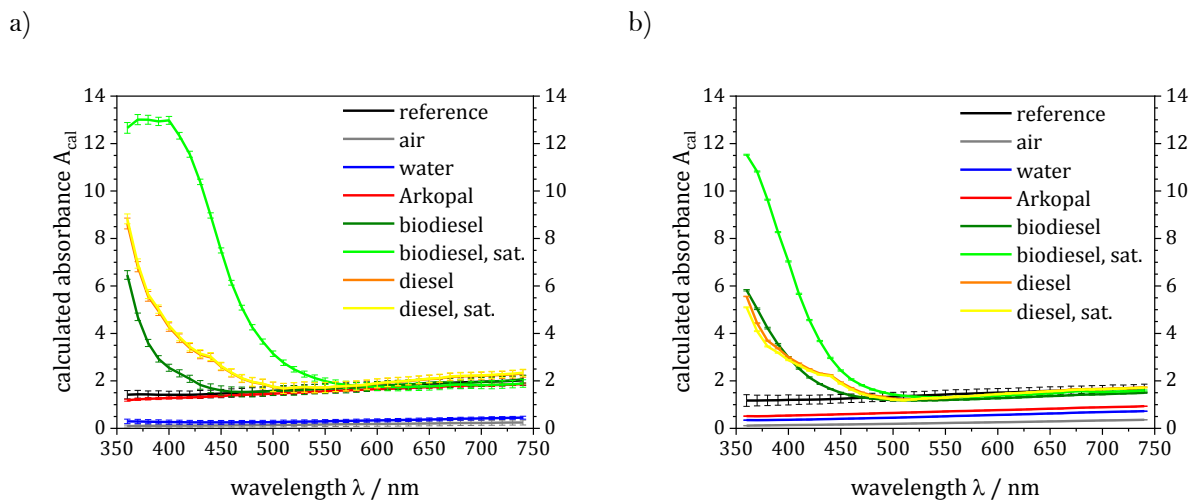 a)
b)
14
12
10
8
6
4
2
0
14
12
10
8
6
4
2
0
350 400 450 500 550 600 650 700 750
calculated absorbance A_cal
wavelength λ / nm
reference
air
water
Arkopal
biodiesel
biodiesel, sat.
diesel
diesel, sat.
14
12
10
8
6
4
2
0
14
12
10
8
6
4
2
0
350 400 450 500 550 600 650 700 750
calculated absorbance A_cal
wavelength λ / nm
reference
air
water
Arkopal
biodiesel
biodiesel, sat.
diesel
diesel, sat.